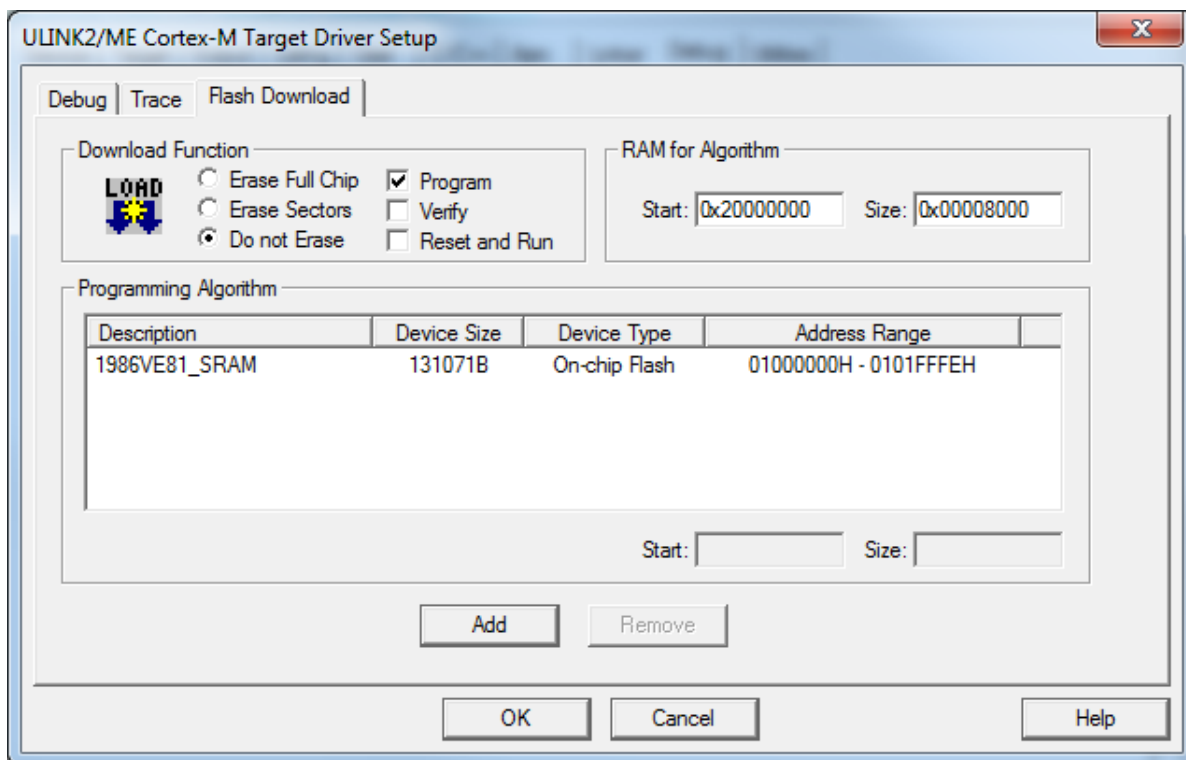 ULINK2/ME Cortex-M Target Driver Setup
Debug Trace Flash Download
Download Function
LOAD
Erase Full Chip
Erase Sectors
Do not Erase
Program
Verify
Reset and Run
RAM for Algorithm
Start: 0x20000000 Size: 0x00008000
Programming Algorithm
Description Device Size Device Type Address Range
1986VE81_SRAM 131071B On-chip Flash 01000000H - 0101FFFEH
Start: Size:
Add Remove
OK Cancel Help